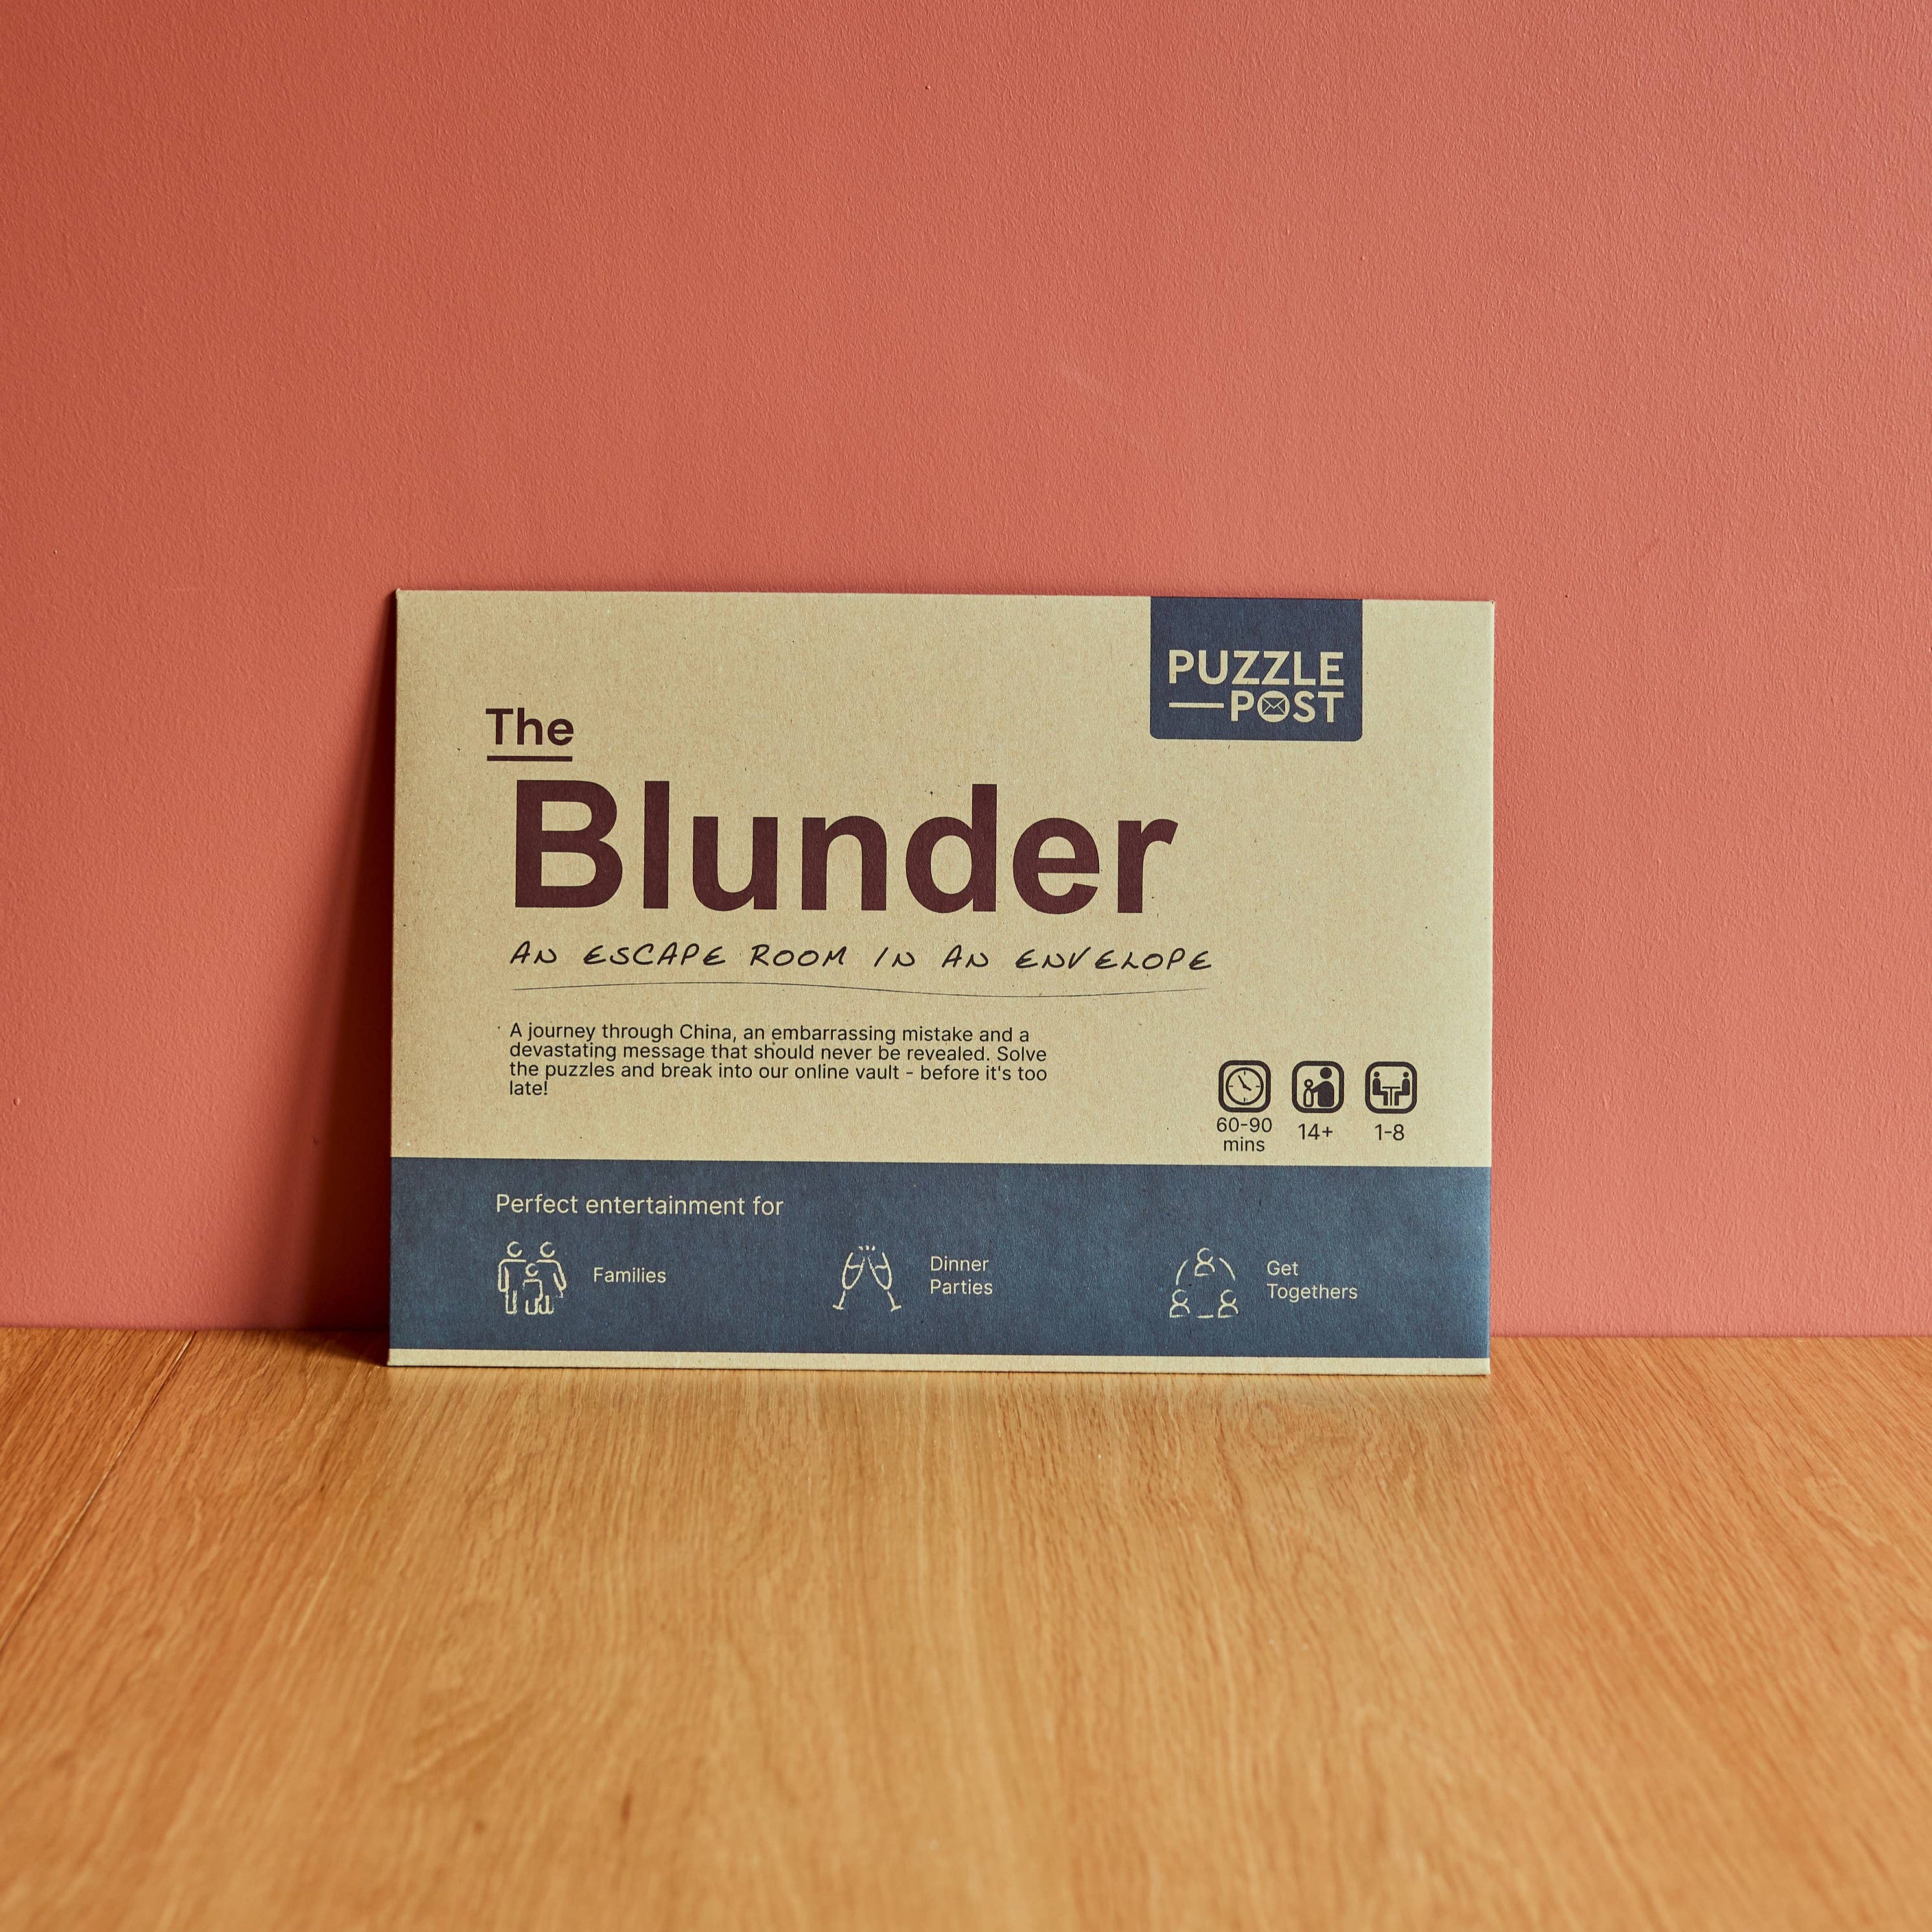 PUZZLE
POST
The
Blunder
AN ESCAPE ROOM IN AN ENVELOPE
A journey through China, an embarrassing mistake and a
devastating message that should never be revealed. Solve
the puzzles and break into our online vault - before it's too
late!
60-90
mins
14+
1-8
Perfect entertainment for
Families
Dinner
Parties
Get
Togethers